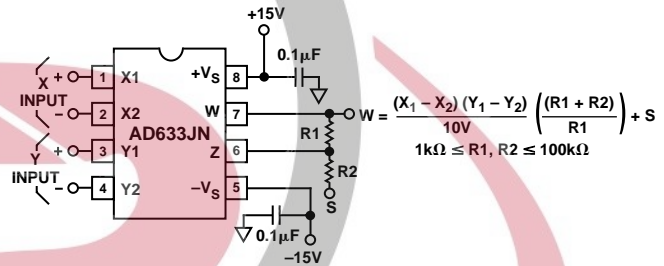 +15V
0.1µF
X INPUT
+
1 X1
+VS 8
–
2 X2
W 7
W = (X1 – X2) (Y1 – Y2) / 10V ((R1 + R2) / R1) + S
1kΩ ≤ R1, R2 ≤ 100kΩ
AD633JN
R1
Y INPUT
+
3 Y1
Z 6
R2
–
4 Y2
–VS 5
S
0.1µF
–15V